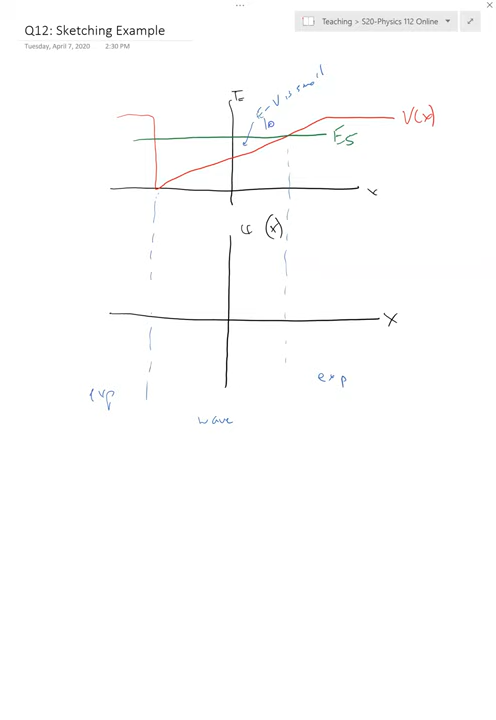 Q12: Sketching Example
Teaching > S20-Physics 112 Online
Tuesday, April 7, 2020 2:30 PM
E - V is small
V(x)
E5
x
ψ (x)
x
exp
exp
wave